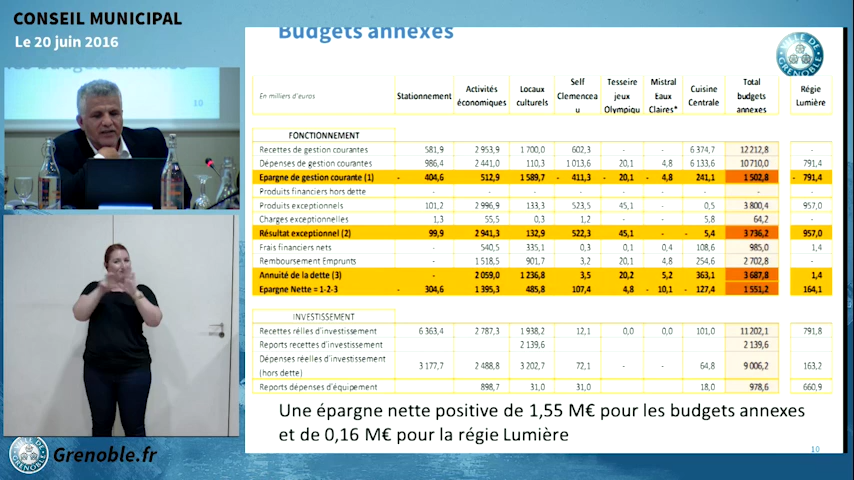 CONSEIL MUNICIPAL
Le 20 juin 2016
10
Budgets annexes
VILLE DE GRENOBLE
En milliers d'euros Stationnement Activités économiques Locaux culturels Self Clemenceau Tesseire jeux Olympiqu Mistral Eaux Claires* Cuisine Centrale Total budgets annexes Régie Lumière
FONCTIONNEMENT
Recettes de gestion courantes 581,9 2 953,9 1 700,0 602,3 - - 6 374,7 12 212,8 -
Dépenses de gestion courantes 986,4 2 441,0 110,3 1 013,6 20,1 4,8 6 133,6 10 710,0 791,4
Epargne de gestion courante (1) - 404,6 512,9 1 589,7 - 411,3 - 20,1 - 4,8 241,1 1 502,8 - 791,4
Produits financiers hors dette - - - - - - - - -
Produits exceptionels 101,2 2 996,9 133,3 523,5 45,1 - 0,5 3 800,4 957,0
Charges exceptionnelles 1,3 55,5 0,3 1,2 - - 5,8 64,2 -
Résultat exceptionnel (2) 99,9 2 941,3 132,9 522,3 45,1 - - 5,4 3 736,2 957,0
Frais financiers nets - 540,5 335,1 0,3 0,1 0,4 108,6 985,0 1,4
Remboursement Emprunts - 1 518,5 901,7 3,2 20,1 4,8 254,6 2 702,8 -
Annuité de la dette (3) - 2 059,0 1 236,8 3,5 20,2 5,2 363,1 3 687,8 1,4
Epargne Nette = 1-2-3 - 304,6 1 395,3 485,8 107,4 4,8 - 10,1 - 127,4 1 551,2 164,1
INVESTISSEMENT
Recettes rélles d'investissement 6 363,4 2 787,3 1 938,2 12,1 0,0 0,0 101,0 11 202,1 791,8
Reports recettes d'investissement 2 139,6 2 139,6
Dépenses réelles d'investissement (hors dette) 3 177,7 2 488,8 3 202,7 72,1 - - 64,8 9 006,2 163,2
Reports dépenses d'équipement 898,7 31,0 31,0 18,0 978,6 660,9
Une épargne nette positive de 1,55 M€ pour les budgets annexes
et de 0,16 M€ pour la régie Lumière
10
VILLE DE GRENOBLE
Grenoble.fr